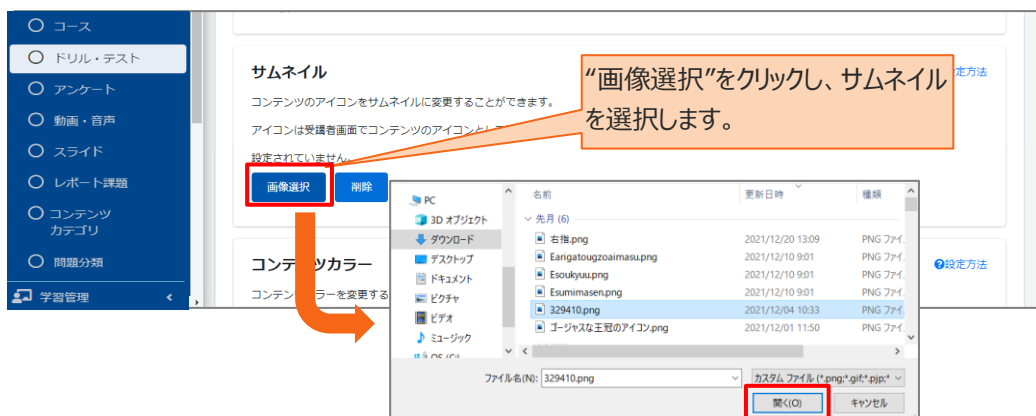 コース
ドリル・テスト
アンケート
動画・音声
スライド
レポート課題
コンテンツ
カテゴリ
問題分類
学習管理
サムネイル
定方法
コンテンツのアイコンをサムネイルに変更することができます。
アイコンは受講者画面でコンテンツのアイコンとして
設定されていません。
画像選択 削除
“画像選択”をクリックし、サムネイル
を選択します。
コンテンツカラー
設定方法
コンテン
ラーを変更する
PC
3D オブジェクト
ダウンロード
デスクトップ
ドキュメント
ピクチャ
ビデオ
ミュージック
OS (C:)
名前 更新日時 種類
先月 (6)
右指.png 2021/12/20 13:09 PNG ファイ
Earigatougzoaimasu.png 2021/12/10 9:01 PNG ファイ
Esoukyuu.png 2021/12/10 9:01 PNG ファイ
Esumimasen.png 2021/12/10 9:01 PNG ファイ
329410.png 2021/12/04 10:33 PNG ファイ
ゴージャスな王冠のアイコン.png 2021/12/01 11:50 PNG ファイ
ファイル名(N): 329410.png カスタム ファイル (*.png;*.gif;*.pjp;*
開く(O) キャンセル